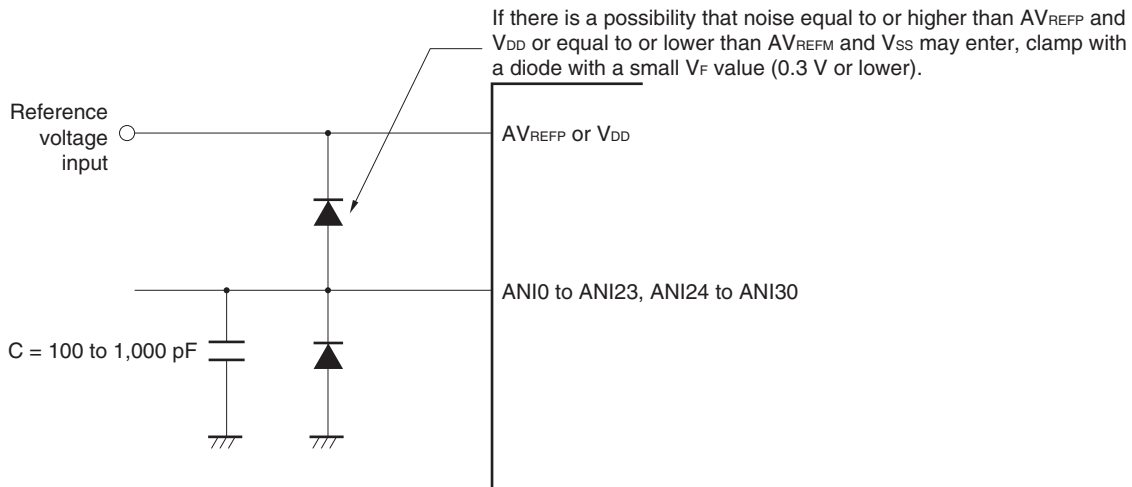 If there is a possibility that noise equal to or higher than AVREFP and
VDD or equal to or lower than AVREFM and VSS may enter, clamp with
a diode with a small VF value (0.3 V or lower).
Reference
voltage
input
AVREFP or VDD
ANI0 to ANI23, ANI24 to ANI30
C = 100 to 1,000 pF